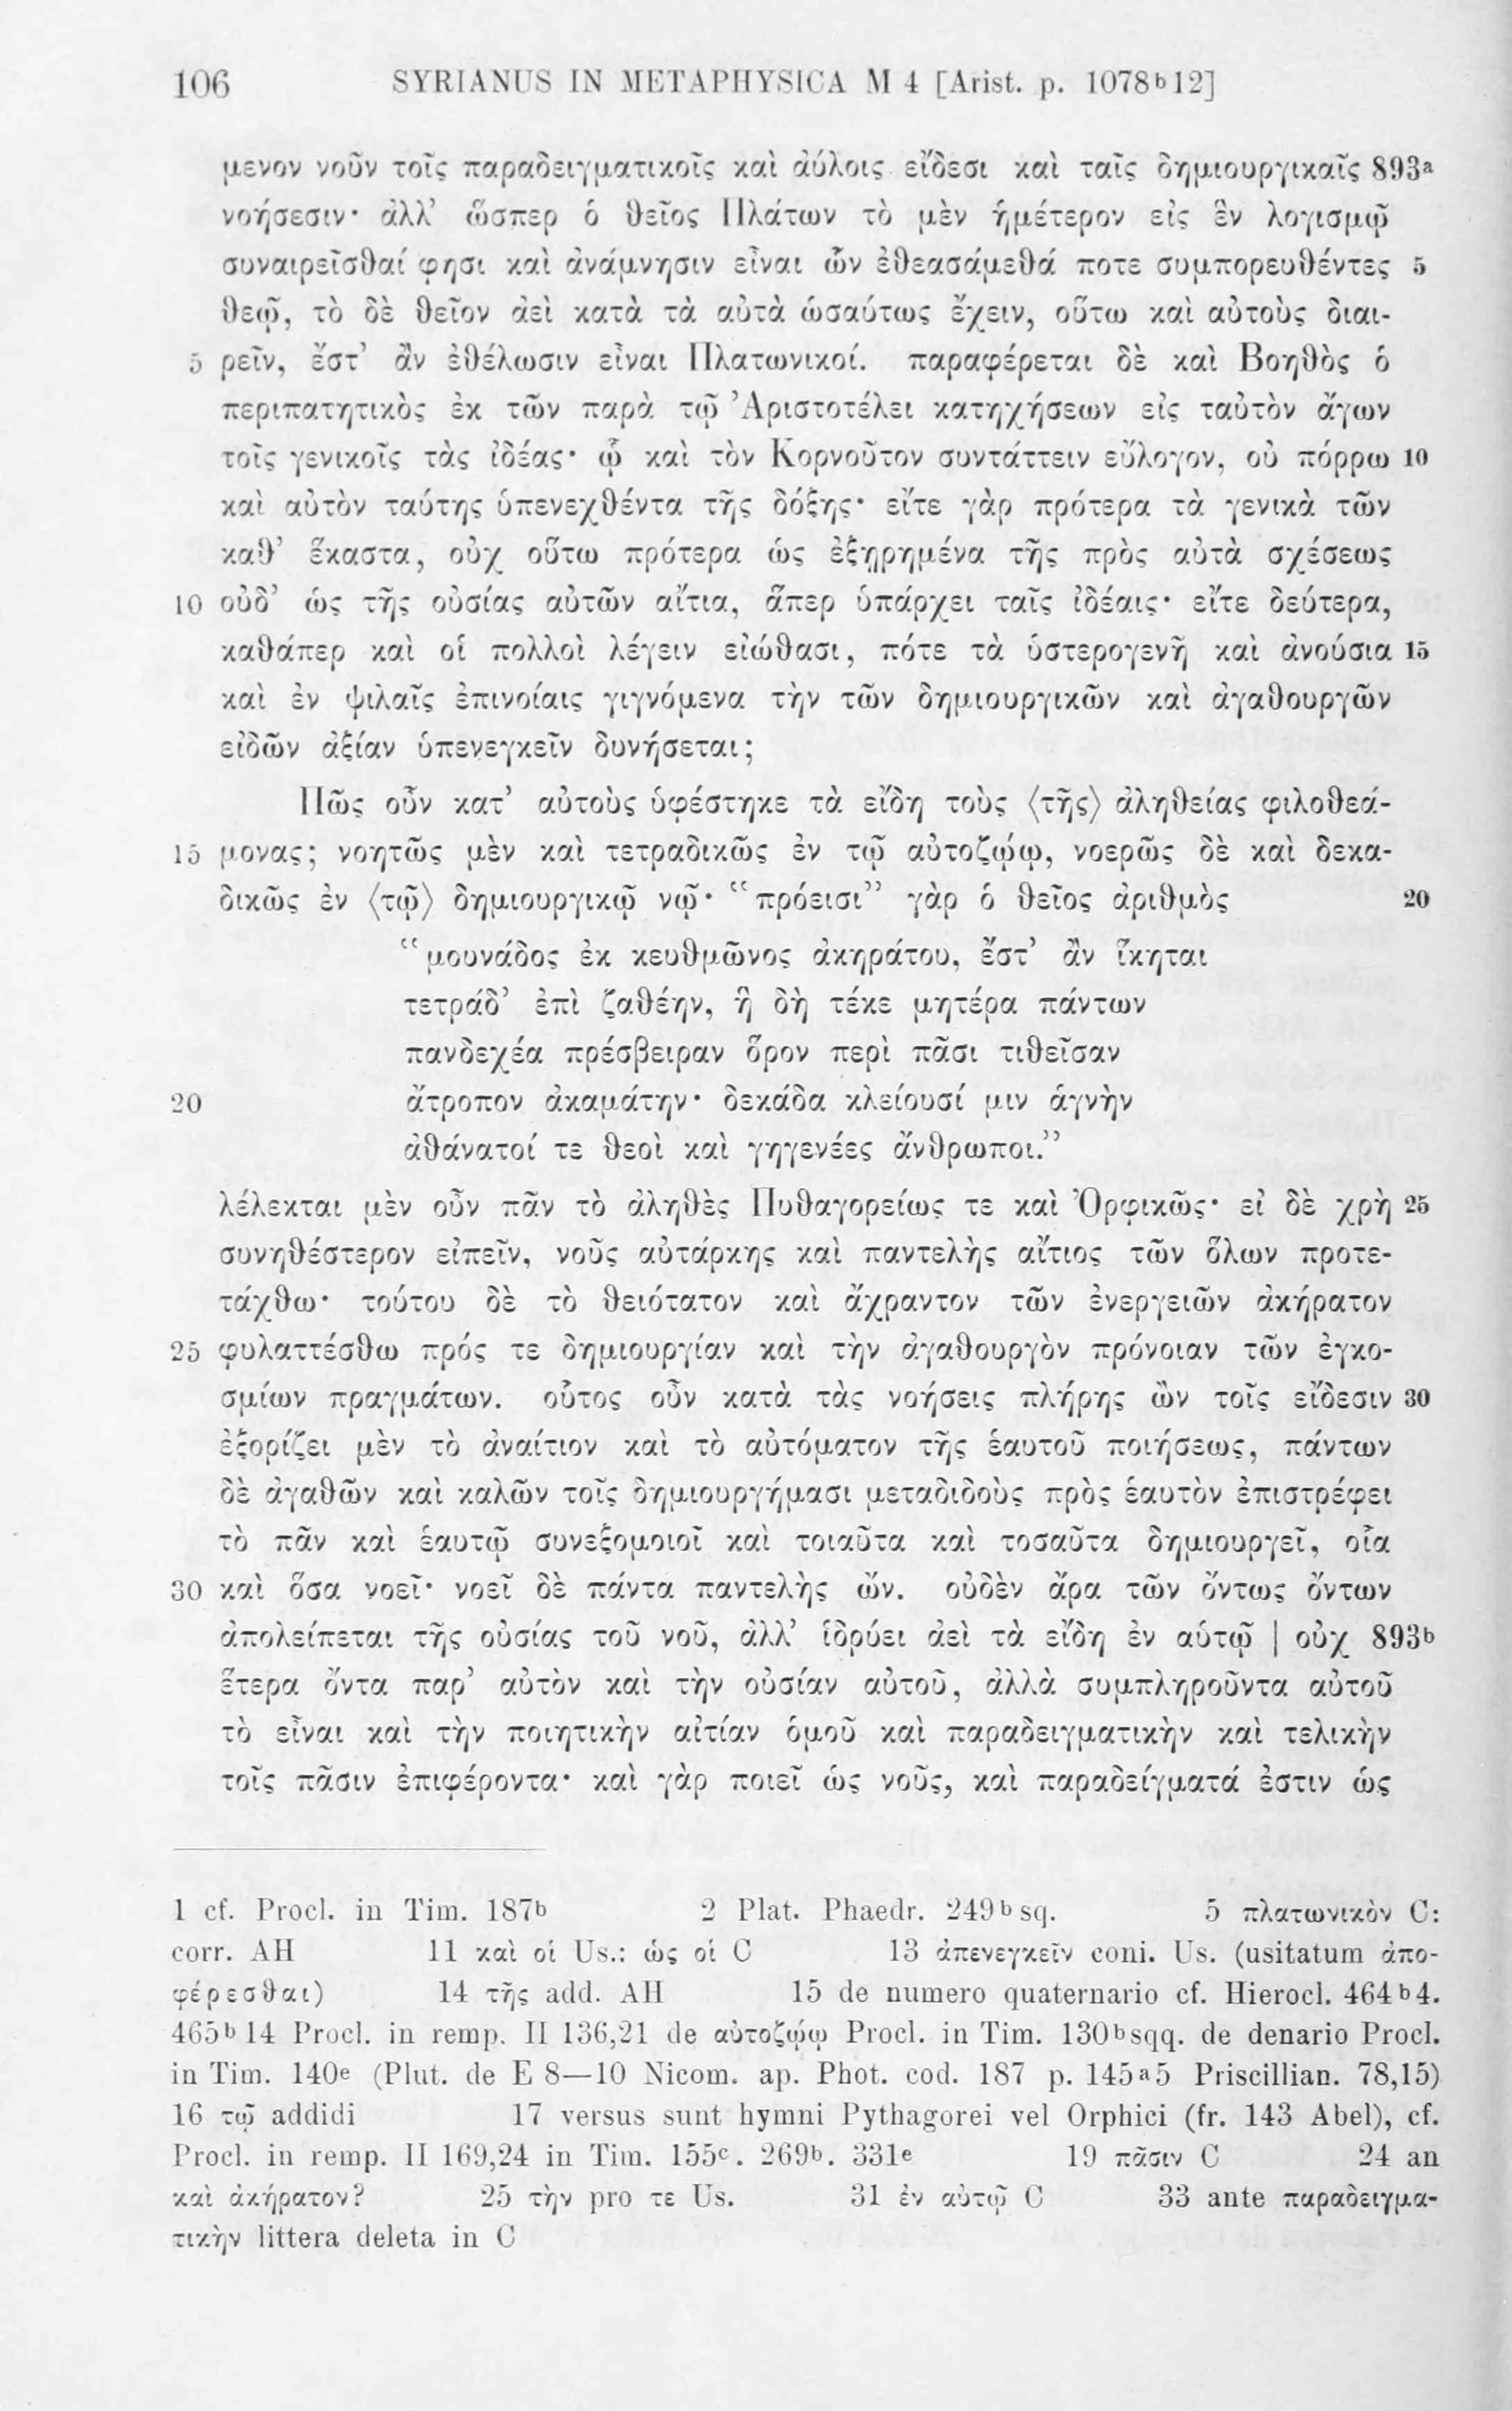 106 SYRIANUS IN METAPHYSICA M 4 [Arist. p. 1078ᵇ12]
μενον νοῦν τοῖς παραδειγματικοῖς καὶ ἀύλοις εἴδεσι καὶ ταῖς δημιουργικαῖς 893ᵃ
νοήσεσιν· ἀλλ’ ὥσπερ ὁ θεῖος Πλάτων τὸ μὲν ἡμέτερον εἰς ἓν λογισμῷ
συναιρεῖσθαί φησι καὶ ἀνάμνησιν εἶναι ὧν ἐθεασάμεθά ποτε συμπορευθέντες 5
θεῷ, τὸ δὲ θεῖον ἀεὶ κατὰ τὰ αὐτὰ ὡσαύτως ἔχειν, οὕτω καὶ αὐτοὺς διαι-
5 ρεῖν, ἔστ’ ἂν ἐθέλωσιν εἶναι Πλατωνικοί. παραφέρεται δὲ καὶ Βοηθὸς ὁ
περιπατητικὸς ἐκ τῶν παρὰ τῷ Ἀριστοτέλει κατηχήσεων εἰς ταὐτὸν ἄγων
τοῖς γενικοῖς τὰς ἰδέας· ᾧ καὶ τὸν Κορνοῦτον συντάττειν εὔλογον, οὐ πόρρω 10
καὶ αὐτὸν ταύτης ὑπενεχθέντα τῆς δόξης· εἴτε γὰρ πρότερα τὰ γενικὰ τῶν
καθ’ ἕκαστα, οὐχ οὕτω πρότερα ὡς ἐξῃρημένα τῆς πρὸς αὐτὰ σχέσεως
10 οὐδ’ ὡς τῆς οὐσίας αὐτῶν αἴτια, ἅπερ ὑπάρχει ταῖς ἰδέαις· εἴτε δεύτερα,
καθάπερ καὶ οἱ πολλοὶ λέγειν εἰώθασι, πότε τὰ ὑστερογενῆ καὶ ἀνούσια 15
καὶ ἐν ψιλαῖς ἐπινοίαις γιγνόμενα τὴν τῶν δημιουργικῶν καὶ ἀγαθουργῶν
εἰδῶν ἀξίαν ὑπενεγκεῖν δυνήσεται;
Πῶς οὖν κατ’ αὐτοὺς ὑφέστηκε τὰ εἴδη τοὺς ⟨τῆς⟩ ἀληθείας φιλοθεά-
15 μονας; νοητῶς μὲν καὶ τετραδικῶς ἐν τῷ αὐτοζῴῳ, νοερῶς δὲ καὶ δεκα-
δικῶς ἐν ⟨τῷ⟩ δημιουργικῷ νῷ· “πρόεισι” γὰρ ὁ θεῖος ἀριθμὸς 20
“μουνάδος ἐκ κευθμῶνος ἀκηράτου, ἔστ’ ἂν ἵκηται
τετράδ’ ἐπὶ ζαθέην, ἣ δὴ τέκε μητέρα πάντων
πανδεχέα πρέσβειραν ὅρον περὶ πᾶσι τιθεῖσαν
20 ἄτροπον ἀκαμάτην· δεκάδα κλείουσί μιν ἁγνὴν
ἀθάνατοί τε θεοὶ καὶ γηγενέες ἄνθρωποι.”
λέλεκται μὲν οὖν πᾶν τὸ ἀληθὲς Πυθαγορείως τε καὶ Ὀρφικῶς· εἰ δὲ χρὴ 25
συνηθέστερον εἰπεῖν, νοῦς αὐτάρκης καὶ παντελὴς αἴτιος τῶν ὅλων προτε-
τάχθω· τούτου δὲ τὸ θειότατον καὶ ἄχραντον τῶν ἐνεργειῶν ἀκήρατον
25 φυλαττέσθω πρός τε δημιουργίαν καὶ τὴν ἀγαθουργὸν πρόνοιαν τῶν ἐγκο-
σμίων πραγμάτων. οὗτος οὖν κατὰ τὰς νοήσεις πλήρης ὢν τοῖς εἴδεσιν 30
ἐξορίζει μὲν τὸ ἀναίτιον καὶ τὸ αὐτόματον τῆς ἑαυτοῦ ποιήσεως, πάντων
δὲ ἀγαθῶν καὶ καλῶν τοῖς δημιουργήμασι μεταδιδοὺς πρὸς ἑαυτὸν ἐπιστρέφει
τὸ πᾶν καὶ ἑαυτῷ συνεξομοιοῖ καὶ τοιαῦτα καὶ τοσαῦτα δημιουργεῖ, οἷα
30 καὶ ὅσα νοεῖ· νοεῖ δὲ πάντα παντελὴς ὤν. οὐδὲν ἄρα τῶν ὄντως ὄντων
ἀπολείπεται τῆς οὐσίας τοῦ νοῦ, ἀλλ’ ἱδρύει ἀεὶ τὰ εἴδη ἐν αὑτῷ | οὐχ 893ᵇ
ἕτερα ὄντα παρ’ αὐτὸν καὶ τὴν οὐσίαν αὐτοῦ, ἀλλὰ συμπληροῦντα αὐτοῦ
τὸ εἶναι καὶ τὴν ποιητικὴν αἰτίαν ὁμοῦ καὶ παραδειγματικὴν καὶ τελικὴν
τοῖς πᾶσιν ἐπιφέροντα· καὶ γὰρ ποιεῖ ὡς νοῦς, καὶ παραδείγματά ἐστιν ὡς
1 cf. Procl. in Tim. 187ᵇ 2 Plat. Phaedr. 249ᵇ sq. 5 πλατωνικὸν C:
corr. AH 11 καὶ οἱ Us.: ὡς οἱ C 13 ἀπενεγκεῖν coni. Us. (usitatum ἀπο-
φέρεσθαι) 14 τῆς add. AH 15 de numero quaternario cf. Hierocl. 464ᵇ4.
465ᵇ14 Procl. in remp. II 136,21 de αὐτοζῴῳ Procl. in Tim. 130ᵇsqq. de denario Procl.
in Tim. 140ᵉ (Plut. de E 8—10 Nicom. ap. Phot. cod. 187 p. 145ᵃ5 Priscillian. 78,15)
16 τῷ addidi 17 versus sunt hymni Pythagorei vel Orphici (fr. 143 Abel), cf.
Procl. in remp. II 169,24 in Tim. 155ᶜ. 269ᵇ. 331ᵉ 19 πᾶσιν C 24 an
καὶ ἀκήρατον? 25 τὴν pro τε Us. 31 ἐν αὐτῷ C 33 ante παραδειγμα-
τικὴν littera deleta in C